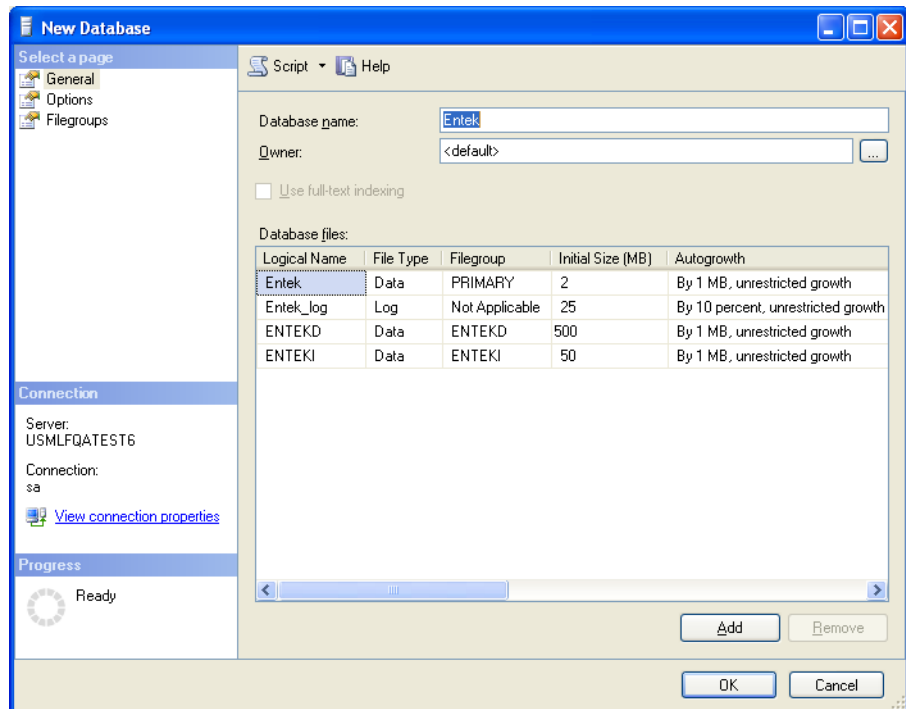 New Database
Select a page
General
Options
Filegroups
Script Help
Database name: Entek
Owner: <default> ...
Use full-text indexing
Database files:
Logical Name File Type Filegroup Initial Size (MB) Autogrowth
Entek Data PRIMARY 2 By 1 MB, unrestricted growth
Entek_log Log Not Applicable 25 By 10 percent, unrestricted growth
ENTEKD Data ENTEKD 500 By 1 MB, unrestricted growth
ENTEKI Data ENTEKI 50 By 1 MB, unrestricted growth
Connection
Server:
USMLFQATEST6
Connection:
sa
View connection properties
Progress
Ready
Add Remove
OK Cancel